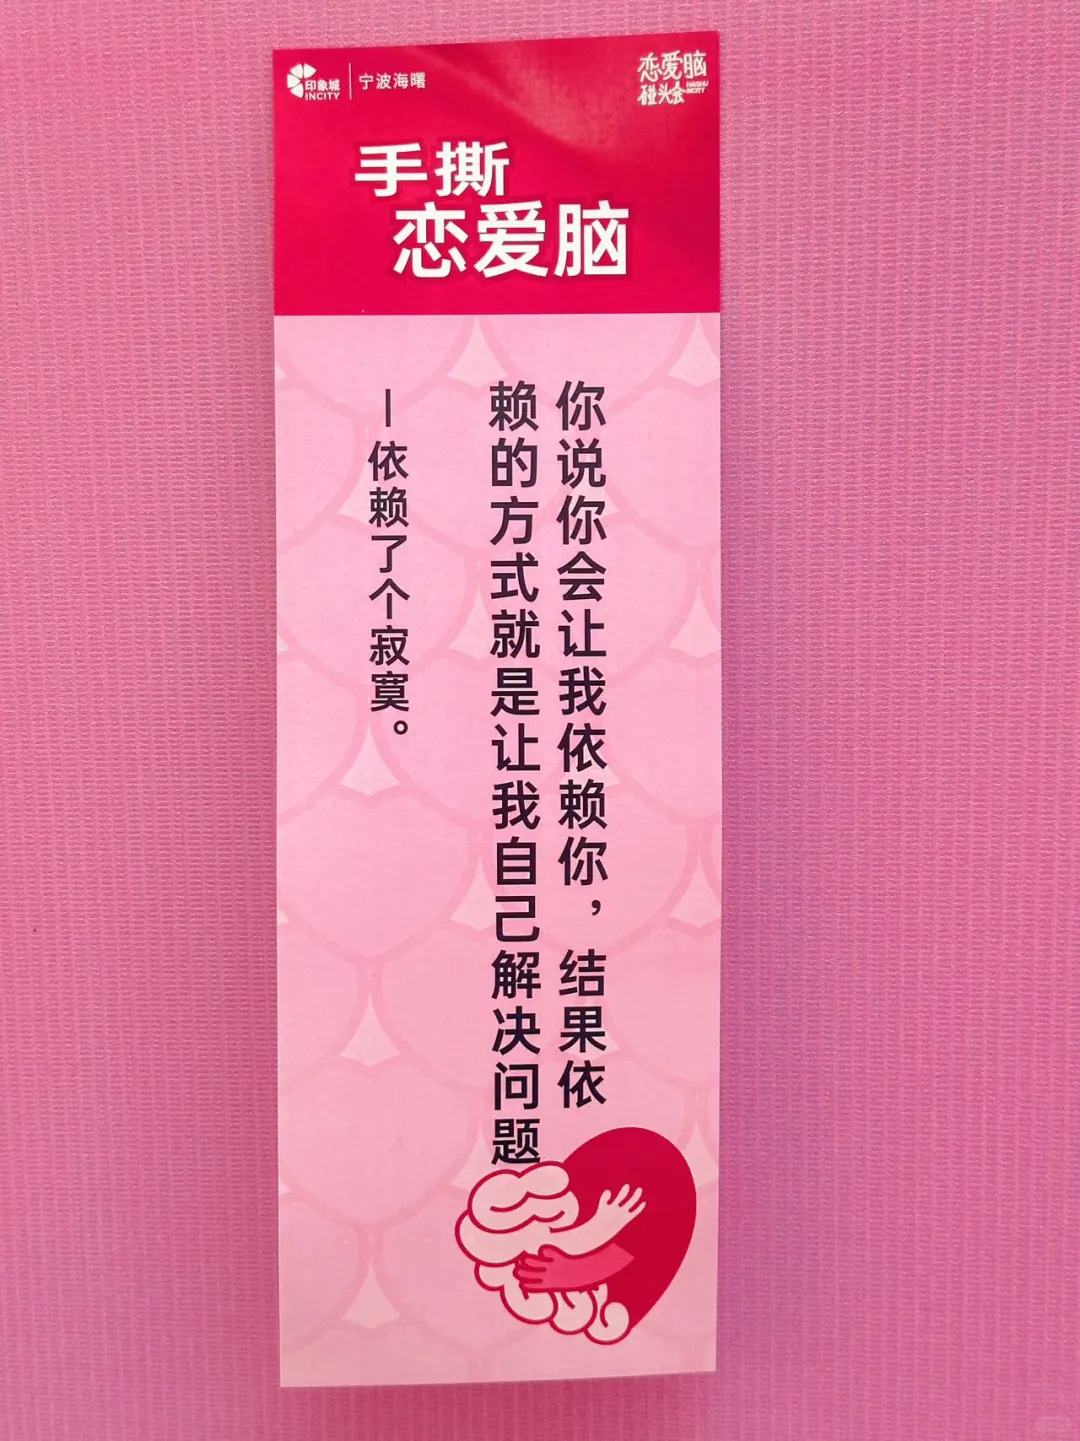 印象城
INCITY
宁波海曙
恋爱脑
碰头会
HAISHU
INCITY
手撕
恋爱脑
你说你会让我依赖你，结果依
赖的方式就是让我自己解决问题
—依赖了个寂寞。